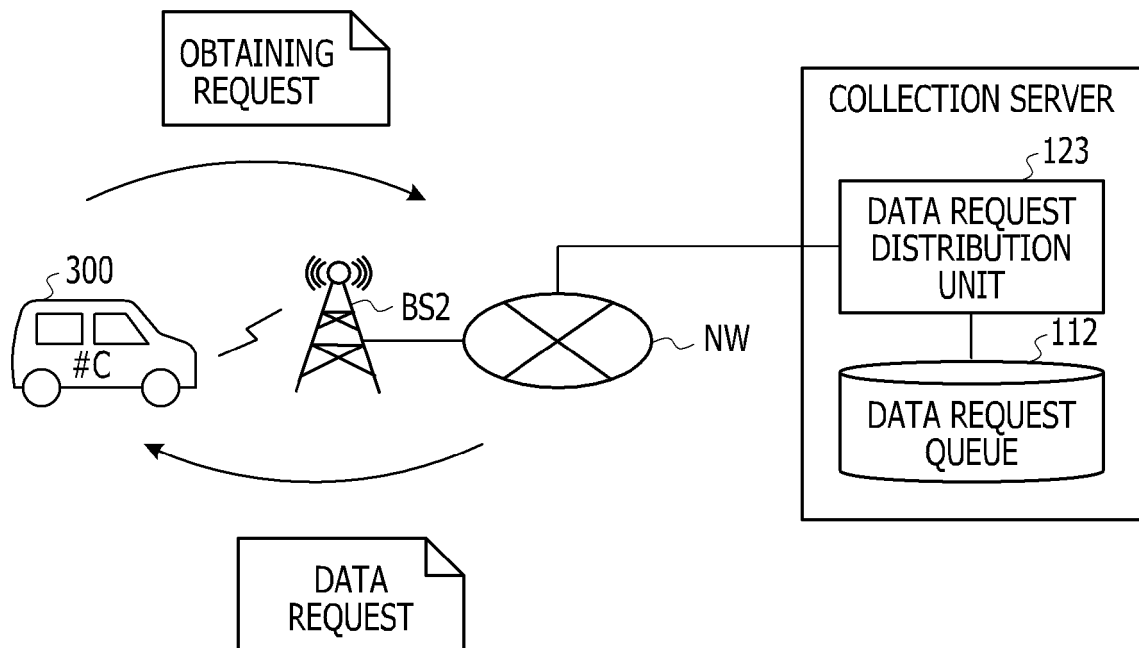 OBTAINING
REQUEST
COLLECTION SERVER
123
DATA REQUEST
DISTRIBUTION
UNIT
300
BS2
NW
#C
112
DATA REQUEST
QUEUE
DATA
REQUEST